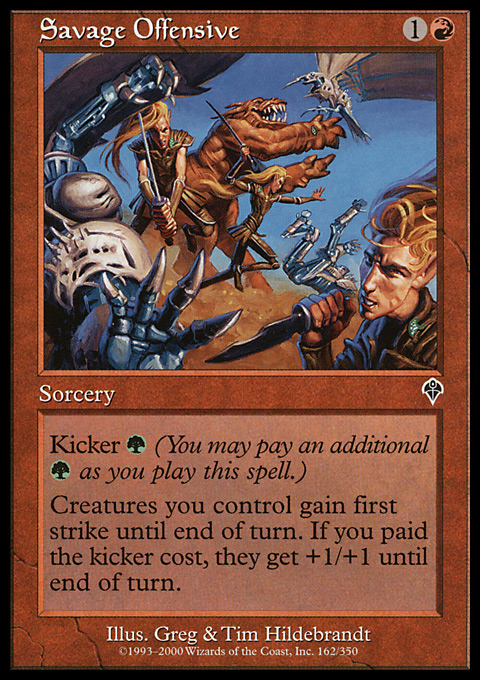 Savage Offensive 1
Sorcery
Kicker (You may pay an additional
as you play this spell.)
Creatures you control gain first
strike until end of turn. If you paid
the kicker cost, they get +1/+1 until
end of turn.
Illus. Greg & Tim Hildebrandt
©1993–2000 Wizards of the Coast, Inc. 162/350